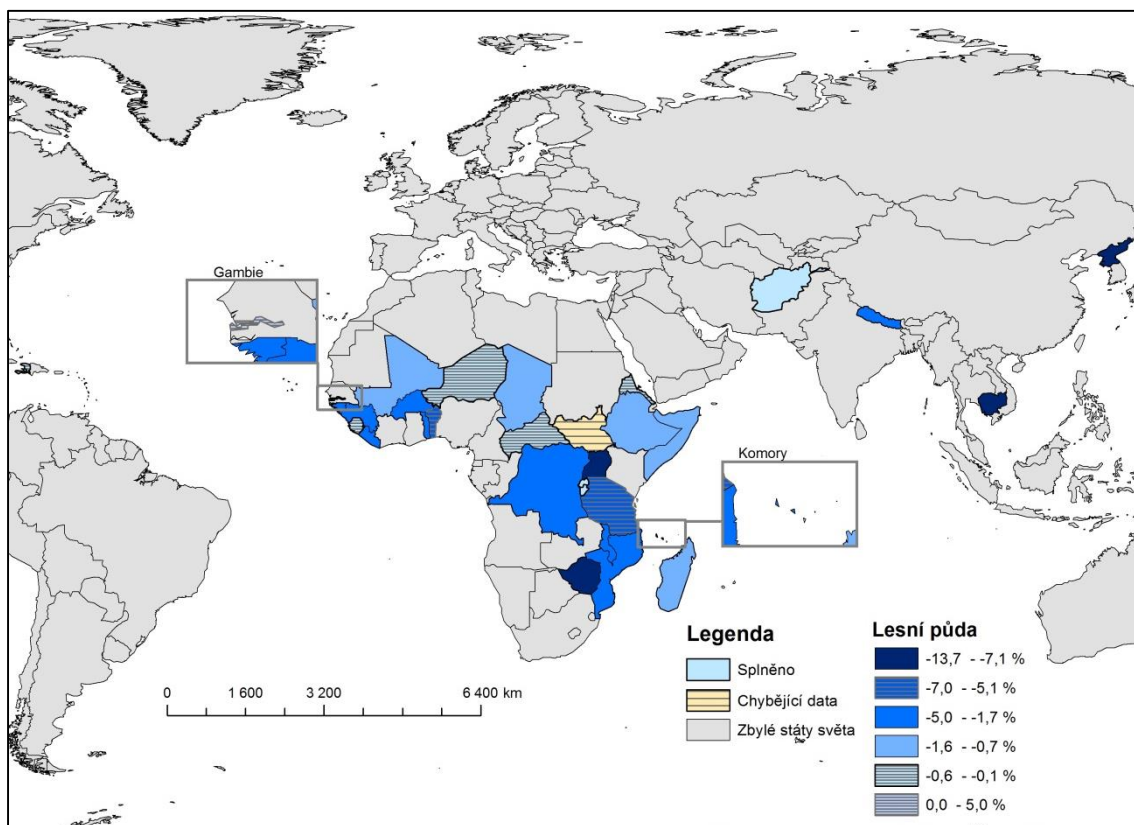 Gambie
Komory
0 1 600 3 200 6 400 km
Legenda
Splněno
Chybějící data
Zbylé státy světa
Lesní půda
-13,7 - -7,1 %
-7,0 - -5,1 %
-5,0 - -1,7 %
-1,6 - -0,7 %
-0,6 - -0,1 %
0,0 - 5,0 %